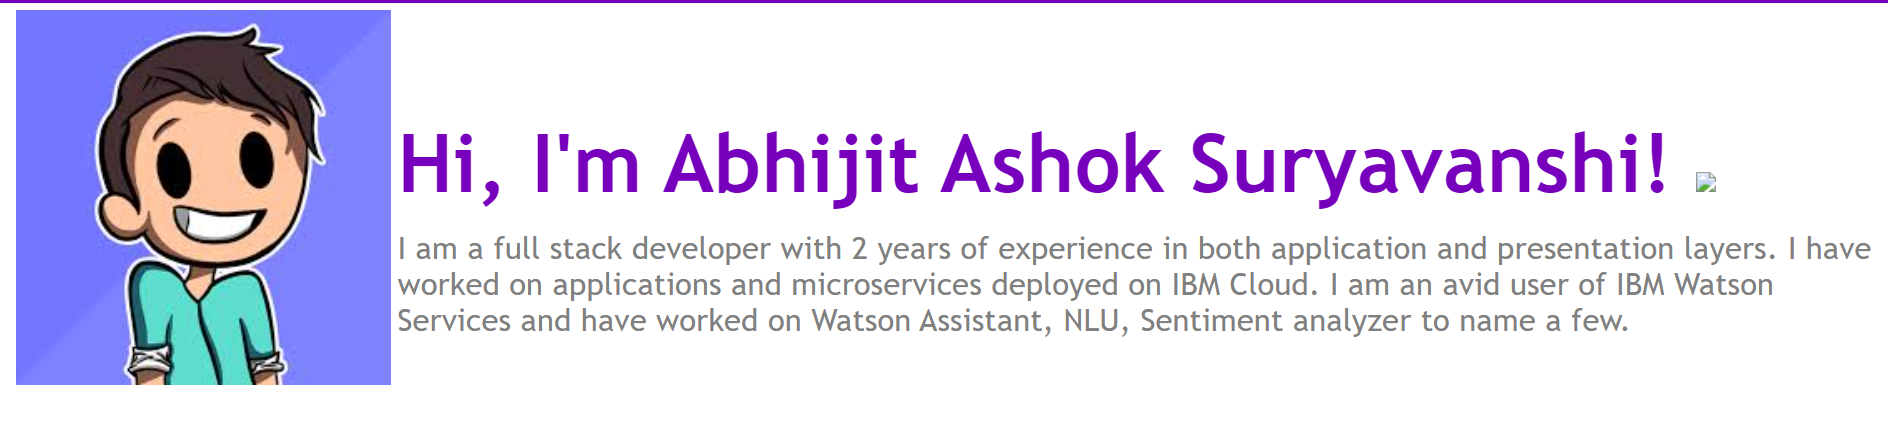 Hi, I'm Abhijit Ashok Suryavanshi!
I am a full stack developer with 2 years of experience in both application and presentation layers. I have
worked on applications and microservices deployed on IBM Cloud. I am an avid user of IBM Watson
Services and have worked on Watson Assistant, NLU, Sentiment analyzer to name a few.